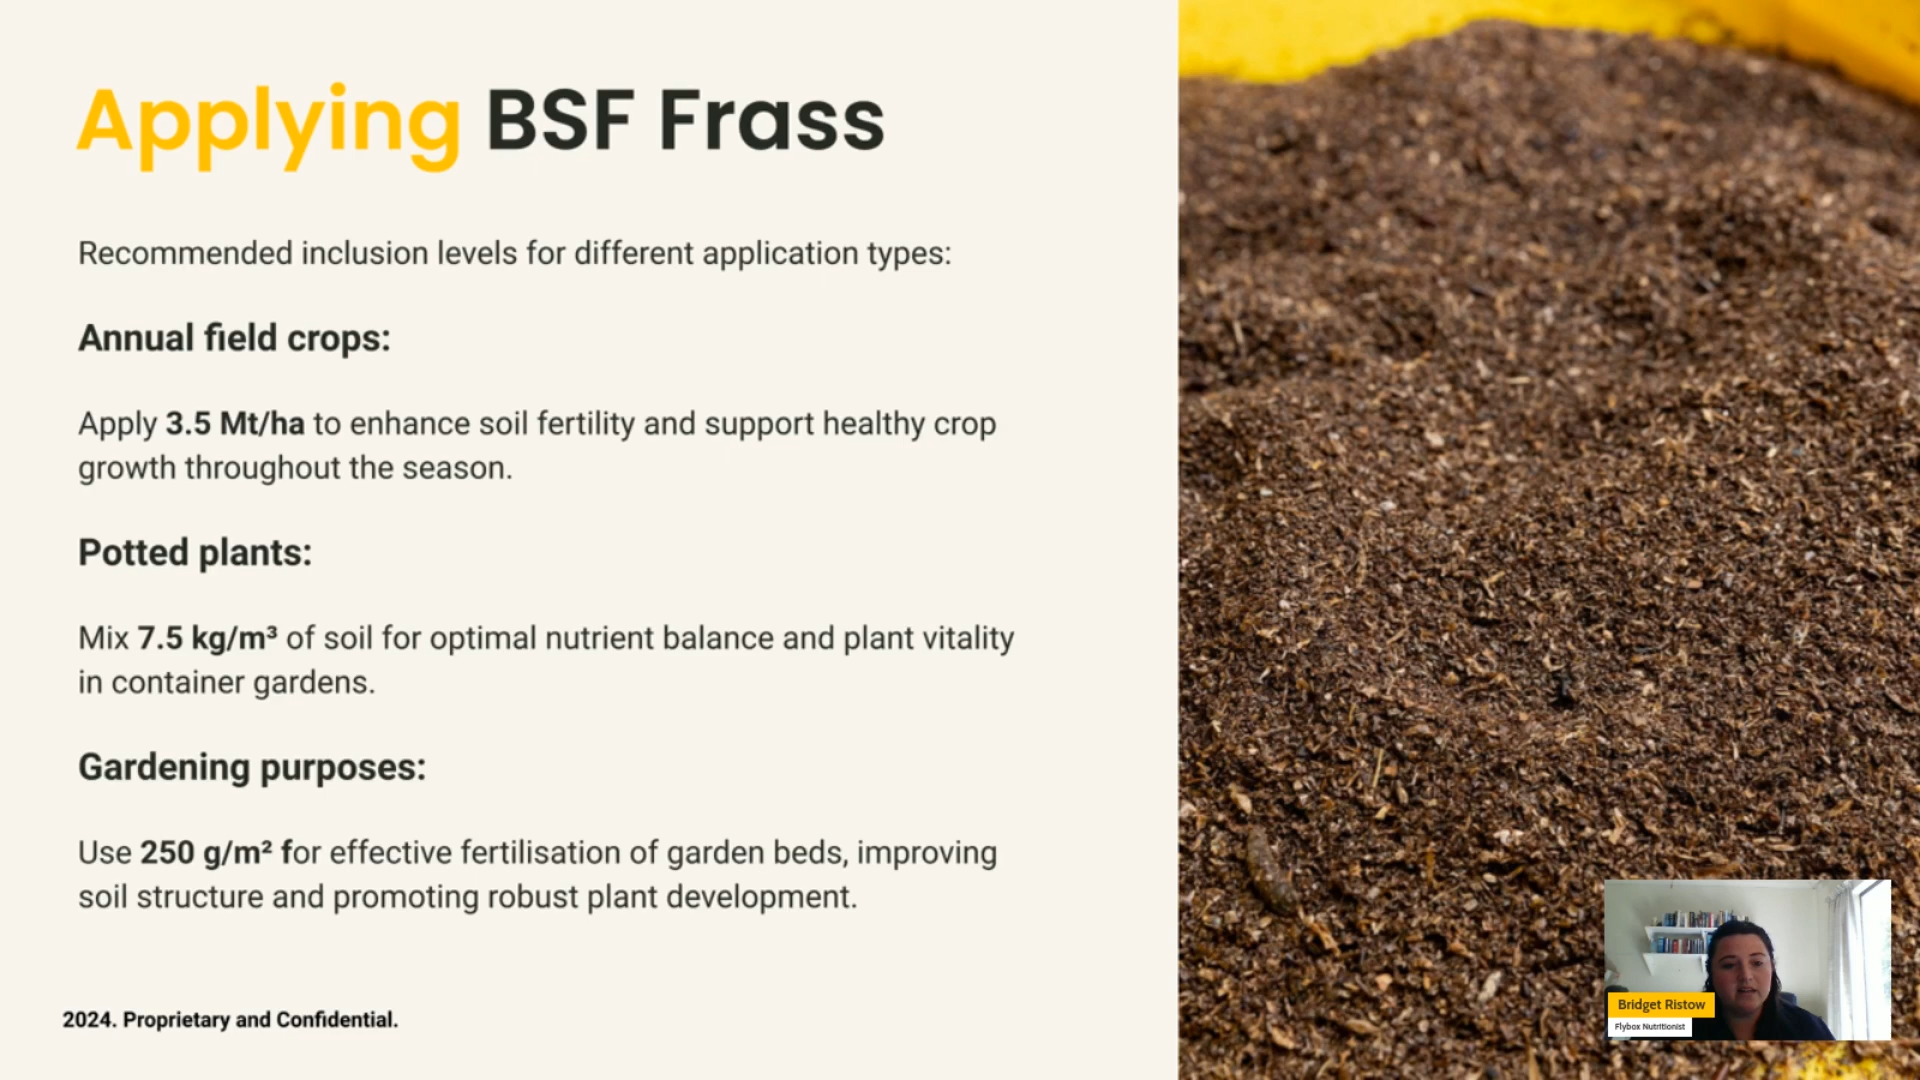 Applying BSF Frass
Recommended inclusion levels for different application types:
Annual field crops:
Apply 3.5 Mt/ha to enhance soil fertility and support healthy crop
growth throughout the season.
Potted plants:
Mix 7.5 kg/m³ of soil for optimal nutrient balance and plant vitality
in container gardens.
Gardening purposes:
Use 250 g/m² for effective fertilisation of garden beds, improving
soil structure and promoting robust plant development.
2024. Proprietary and Confidential.
Bridget Ristow
Flybox Nutritionist